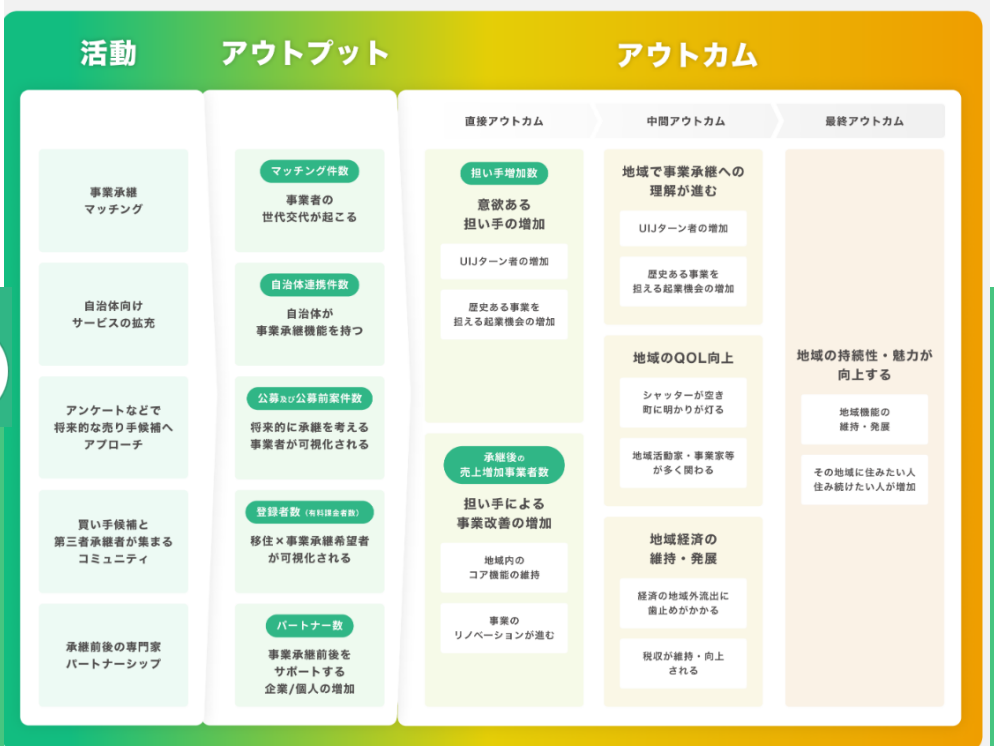 活動
アウトプット
アウトカム
直接アウトカム
中間アウトカム
最終アウトカム
事業承継
マッチング
自治体向け
サービスの拡充
アンケートなどで
将来的な売り手候補へ
アプローチ
買い手候補と
第三者承継者が集まる
コミュニティ
承継前後の専門家
パートナーシップ
マッチング件数
事業者の
世代交代が起こる
自治体連携件数
自治体が
事業承継機能を持つ
公募及び公募前案件数
将来的に承継を考える
事業者が可視化される
登録者数（有料課会者数）
移住×事業承継希望者
が可視化される
パートナー数
事業承継前後を
サポートする
企業/個人の増加
担い手増加数
意欲ある
担い手の増加
UIJターン者の増加
歴史ある事業を
担える起業機会の増加
承継後の
売上増加事業者数
担い手による
事業改善の増加
地域内の
コア機能の維持
事業の
リノベーションが進む
地域で事業承継への
理解が進む
UIJターン者の増加
歴史ある事業を
担える起業機会の増加
地域のQOL向上
シャッターが空き
町に明かりが灯る
地域活動家・事業家等
が多く関わる
地域経済の
維持・発展
経済の地域外流出に
歯止めがかかる
税収が維持・向上
される
地域の持続性・魅力が
向上する
地域機能の
維持・発展
その地域に住みたい人
住み続けたい人が増加